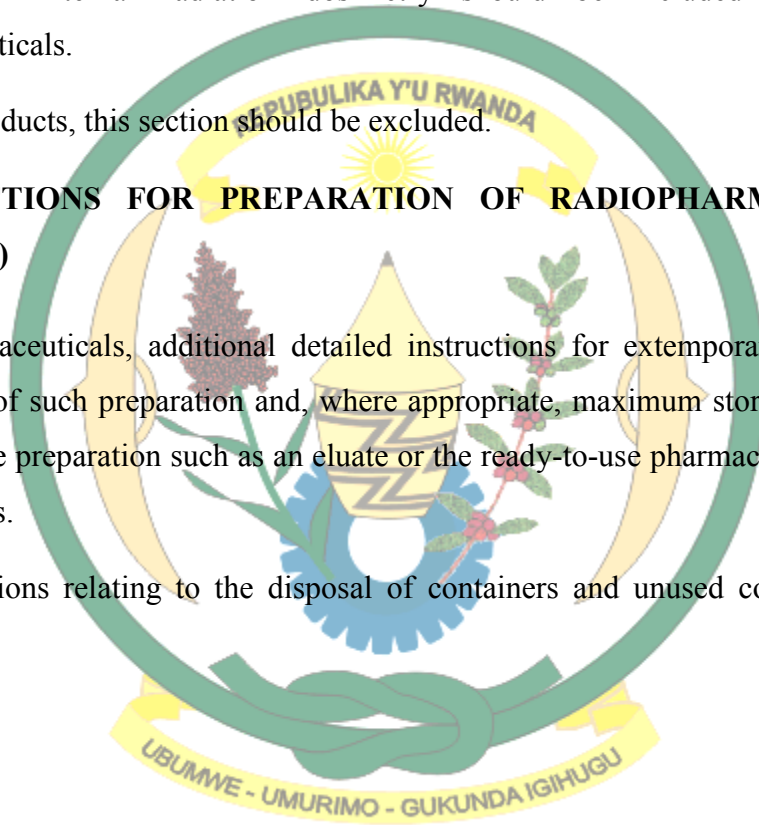 should
ticals.
REPUBULIKA Y'U RWANDA
ducts, this section should be excluded.
TIONS FOR PREPARATION OF RADIOPHARM
)
aceuticals, additional detailed instructions for extempora
of such preparation and, where appropriate, maximum stor
e preparation such as an eluate or the ready-to-use pharmac
s.
ions relating to the disposal of containers and unused co
UBUMWE - UMURIMO - GUKUNDA IGIHUGU